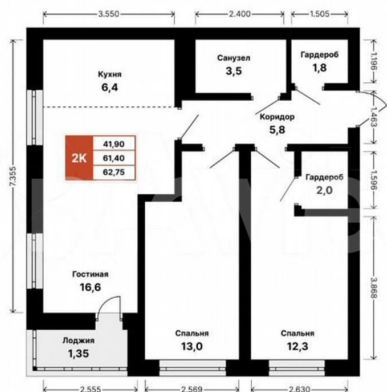 3.550
2.400
1.505
Кухня
6,4
Санузел
3,5
Гардероб
1,8
1.196
Коридор
5,8
1.463
2К
41,90
61,40
62,75
7.355
Гардероб
2,0
1.596
Гостиная
16,6
3.868
Спальня
13,0
Спальня
12,3
Лоджия
1,35
2.555
2.569
2.630